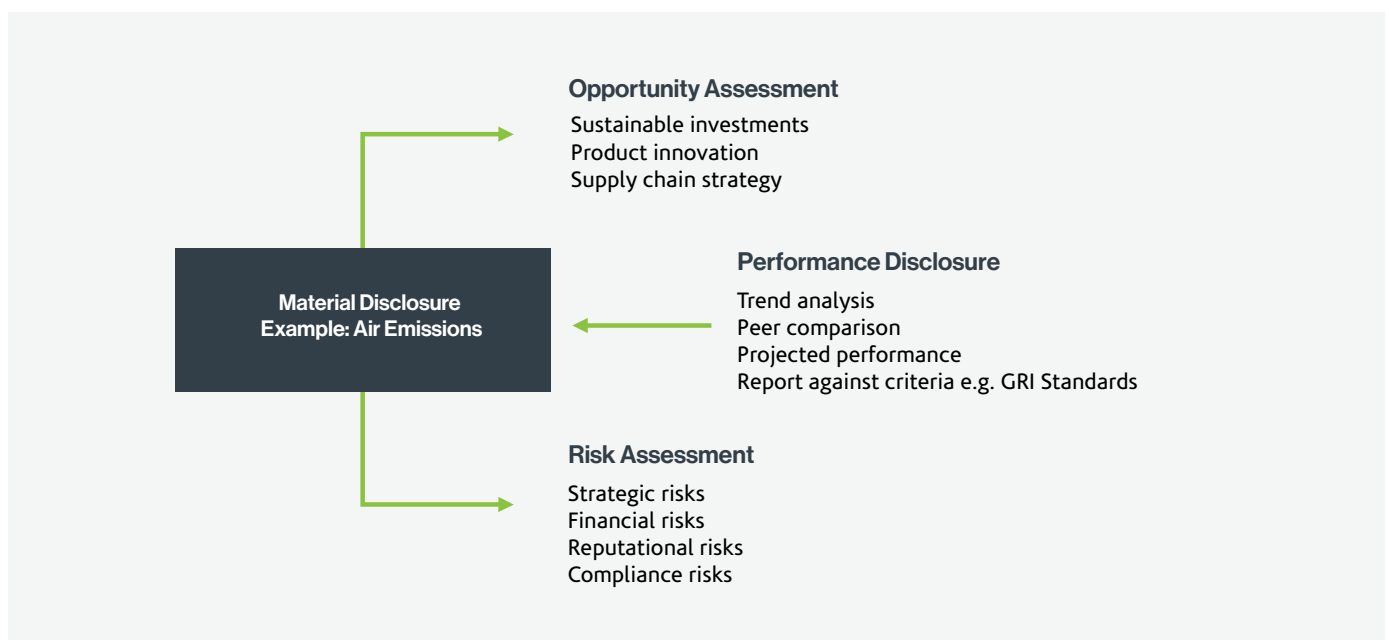 Opportunity Assessment
Sustainable investments
Product innovation
Supply chain strategy
Material Disclosure
Example: Air Emissions
Performance Disclosure
Trend analysis
Peer comparison
Projected performance
Report against criteria e.g. GRI Standards
Risk Assessment
Strategic risks
Financial risks
Reputational risks
Compliance risks